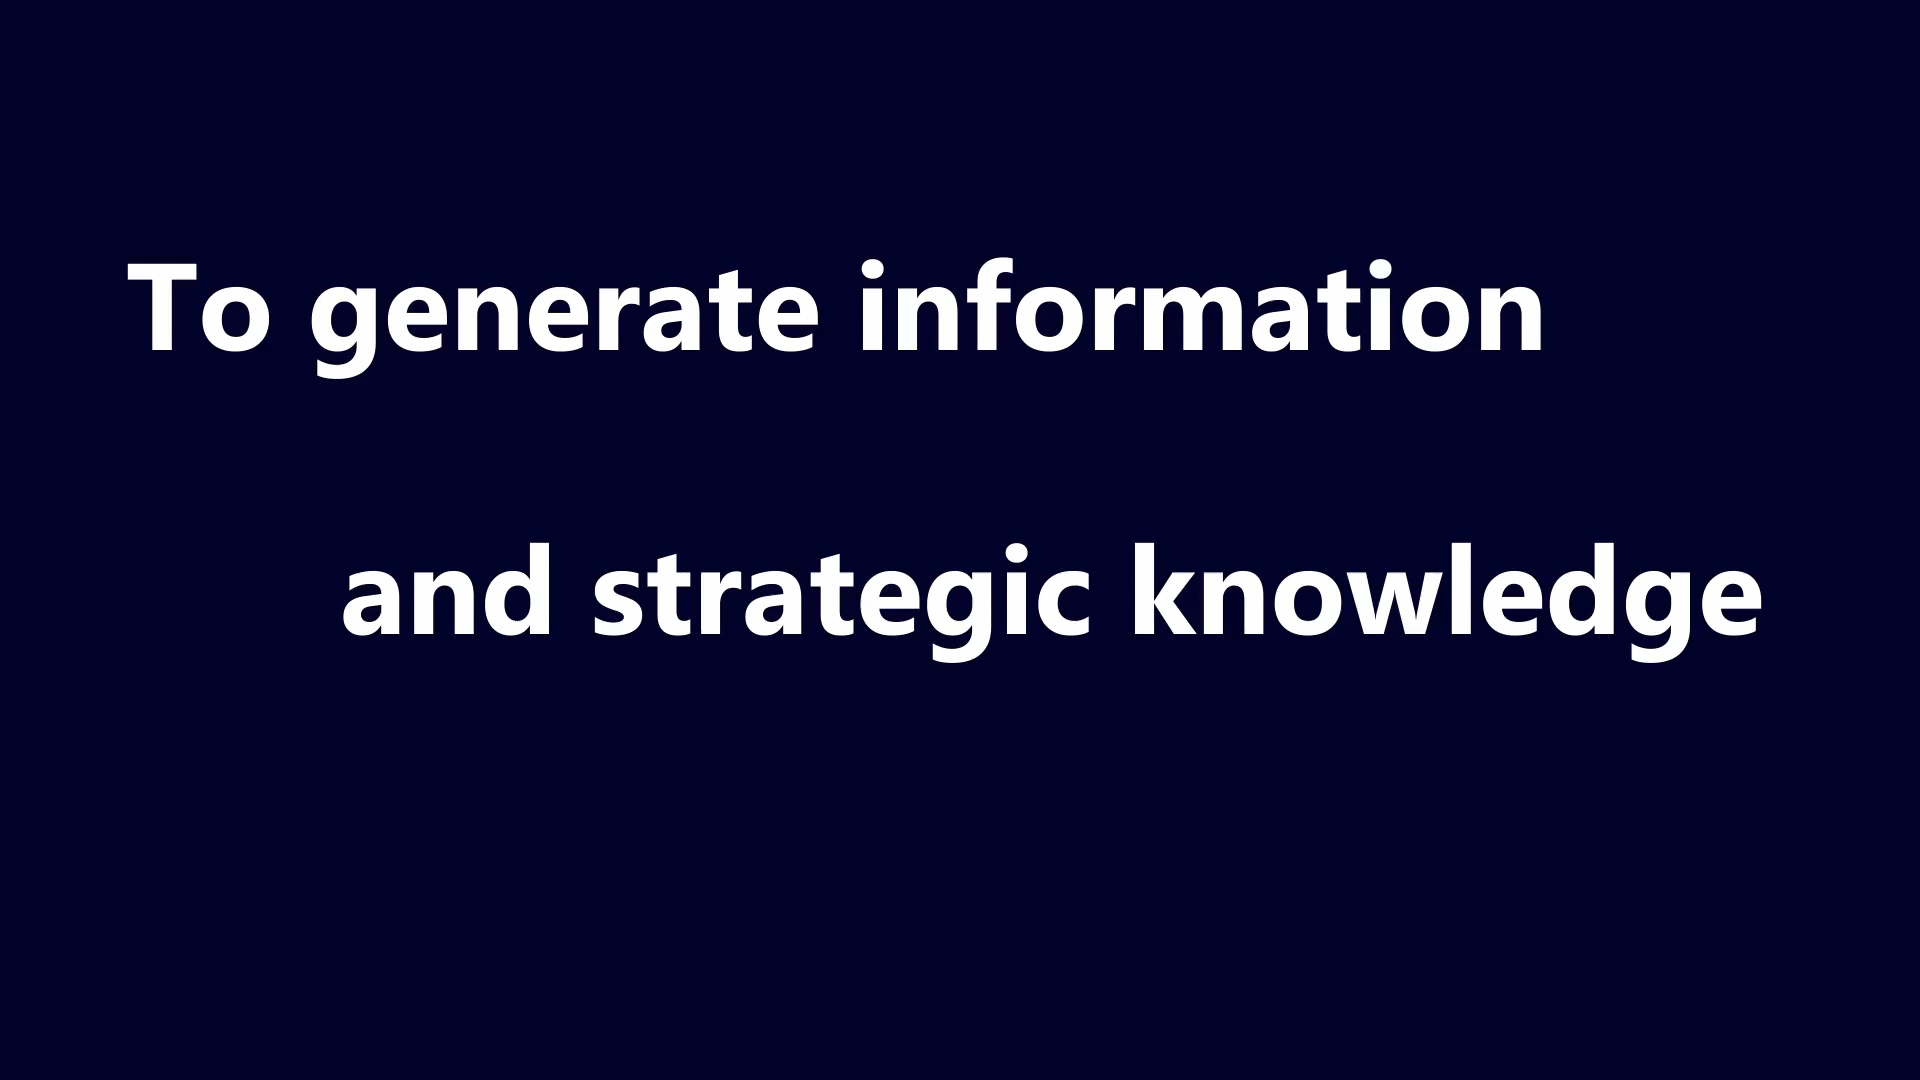 To generate information
and strategic knowledge